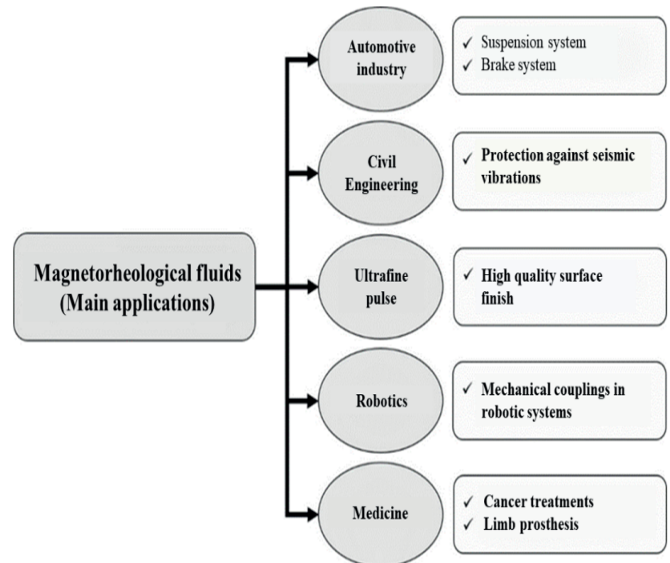 Magnetorheological fluids
(Main applications)
Automotive
industry
✓ Suspension system
✓ Brake system
Civil
Engineering
✓ Protection against seismic
vibrations
Ultrafine
pulse
✓ High quality surface
finish
Robotics
✓ Mechanical couplings in
robotic systems
Medicine
✓ Cancer treatments
✓ Limb prosthesis